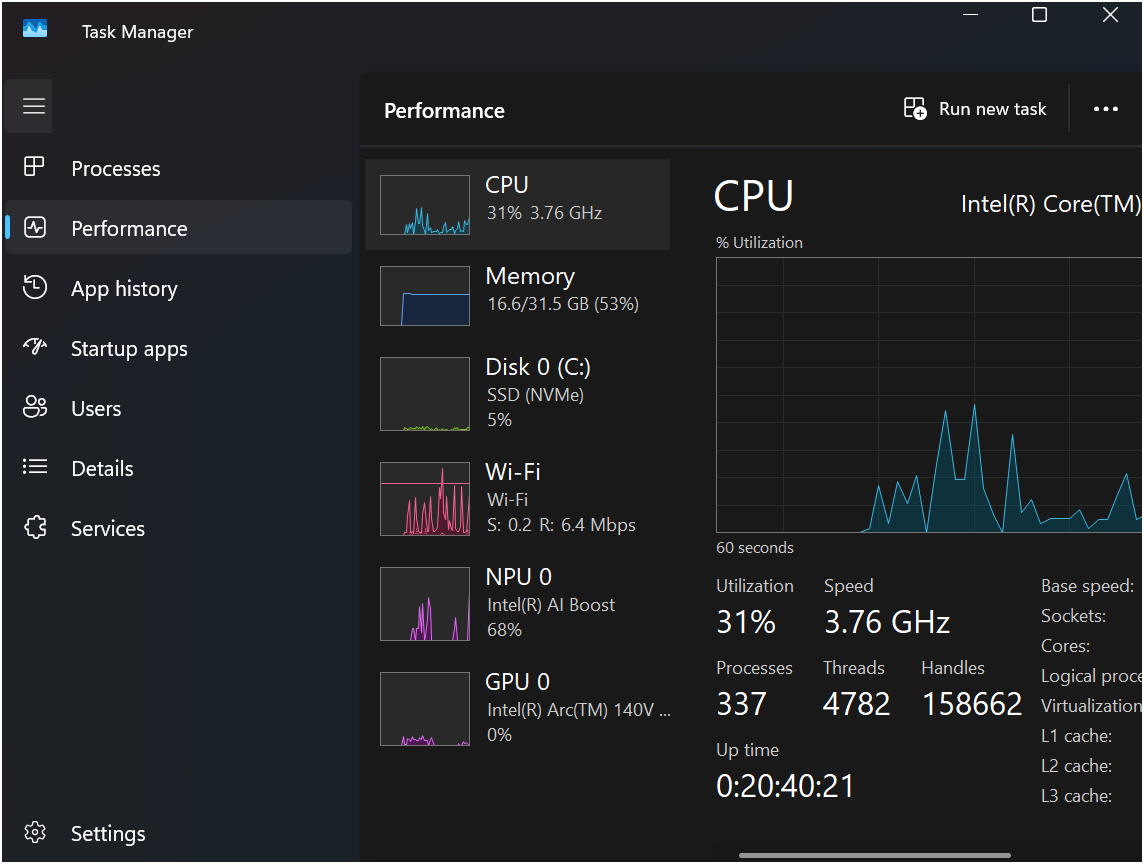 Task Manager
Performance
Run new task
Processes
Performance
App history
Startup apps
Users
Details
Services
Settings
CPU
31% 3.76 GHz
Memory
16.6/31.5 GB (53%)
Disk 0 (C:)
SSD (NVMe)
5%
Wi-Fi
Wi-Fi
S: 0.2 R: 6.4 Mbps
NPU 0
Intel(R) AI Boost
68%
GPU 0
Intel(R) Arc(TM) 140V ...
0%
CPU
Intel(R) Core(TM)
% Utilization
60 seconds
Utilization
31%
Speed
3.76 GHz
Processes
337
Threads
4782
Handles
158662
Up time
0:20:40:21
Base speed:
Sockets:
Cores:
Logical proce
Virtualization
L1 cache:
L2 cache:
L3 cache: